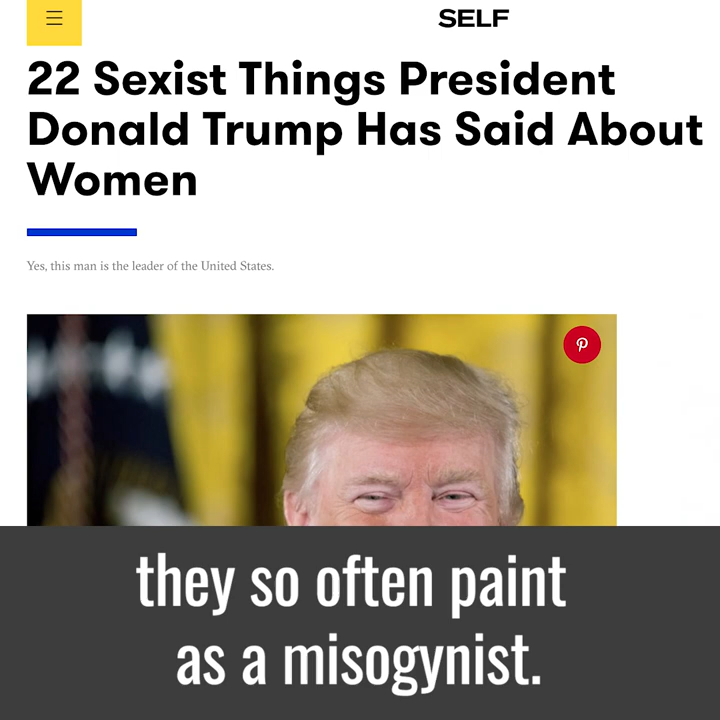 SELF
22 Sexist Things President
Donald Trump Has Said About
Women
Yes, this man is the leader of the United States.
they so often paint
as a misogynist.